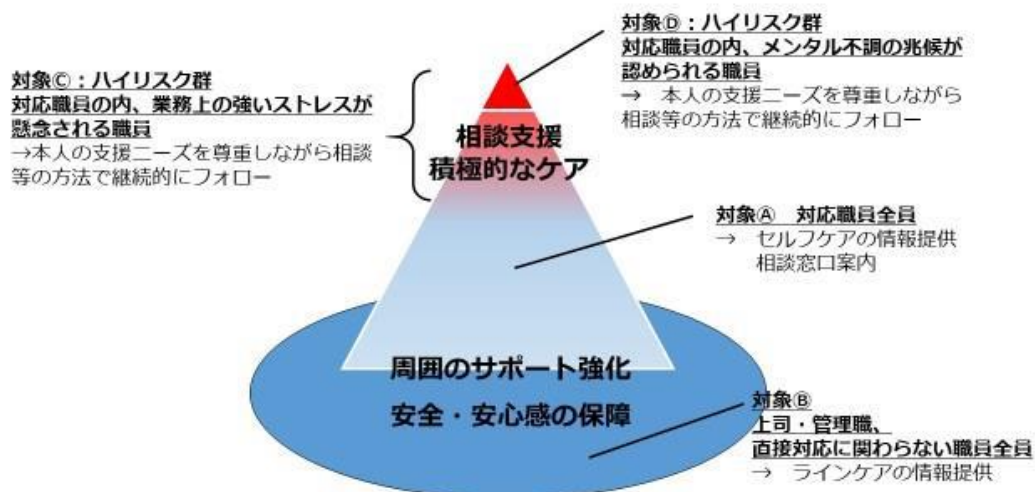 対象Ⓓ：ハイリスク群
対応職員の内、メンタル不調の兆候が
認められる職員
→　本人の支援ニーズを尊重しながら
相談等の方法で継続的にフォロー
対象Ⓒ：ハイリスク群
対応職員の内、業務上の強いストレスが
懸念される職員
→本人の支援ニーズを尊重しながら相談
等の方法で継続的にフォロー
相談支援
積極的なケア
対象Ⓐ　対応職員全員
→　セルフケアの情報提供
相談窓口案内
周囲のサポート強化
安全・安心感の保障
対象Ⓑ
上司・管理職、
直接対応に関わらない職員全員
→　ラインケアの情報提供